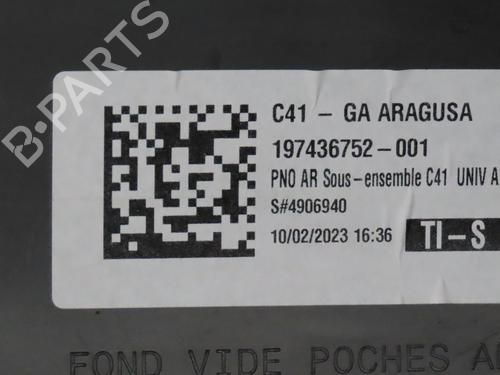 B-PARTS
C41 - GA ARAGUSA
197436752-001
PNO AR Sous-ensemble C41 UNIV A
S#4906940
10/02/2023 16:36 TI-S
FOND VIDE POCHES